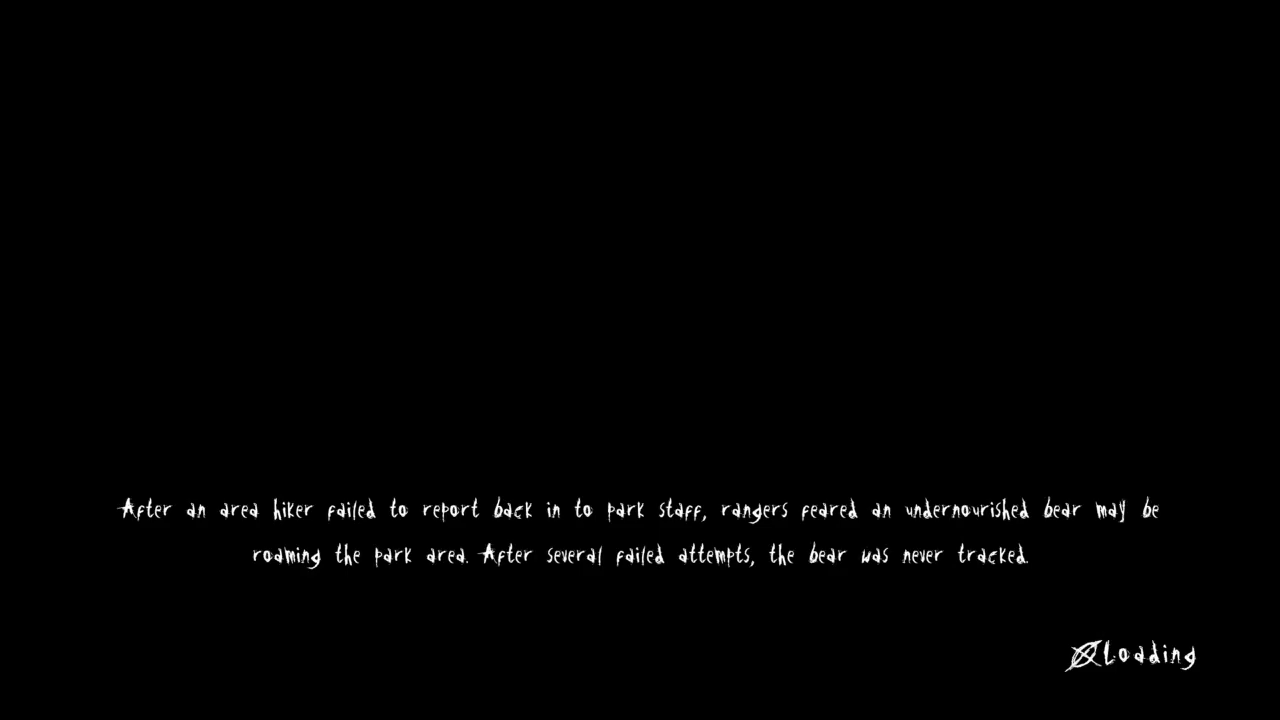 After an area hiker failed to report back in to park staff, rangers feared an undernourished bear may be
roaming the park area. After several failed attempts, the bear was never tracked.
Loading